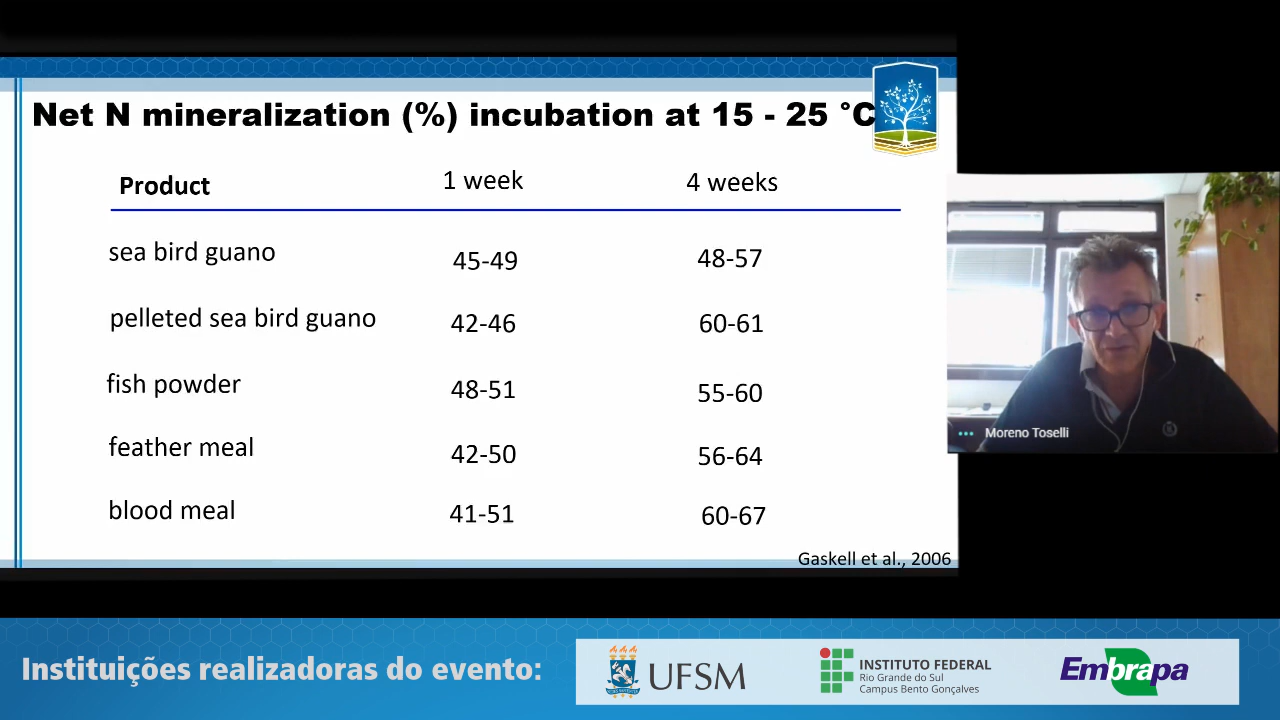 Net N mineralization (%) incubation at 15 - 25 °C
Product 1 week 4 weeks
sea bird guano 45-49 48-57
pelleted sea bird guano 42-46 60-61
fish powder 48-51 55-60
feather meal 42-50 56-64
blood meal 41-51 60-67
Gaskell et al., 2006
Moreno Toselli
Instituições realizadoras do evento:
UFSM
INSTITUTO FEDERAL
Rio Grande do Sul
Campus Bento Gonçalves
Embrapa